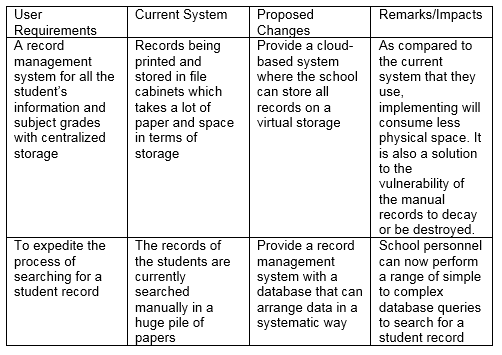 User
Requirements
Current System
Proposed
Changes
Remarks/Impacts
A record
management
system for all the
student's
information and
subject grades
with centralized
storage
Records being
printed and
stored in file
cabinets which
takes a lot of
paper and space
in terms of
storage
Provide a cloud-
based system
where the school
can store all
records on a
virtual storage
As compared to
the current
system that they
use,
implementing will
consume less
physical space. It
is also a solution
to the
vulnerability of
the manual
records to decay
or be destroyed.
To expedite the
process of
searching for a
student record
The records of
the students are
currently
searched
manually in a
huge pile of
papers
Provide a record
management
system with a
database that can
arrange data in a
systematic way
School personnel
can now perform
a range of simple
to complex
database queries
to search for a
student record